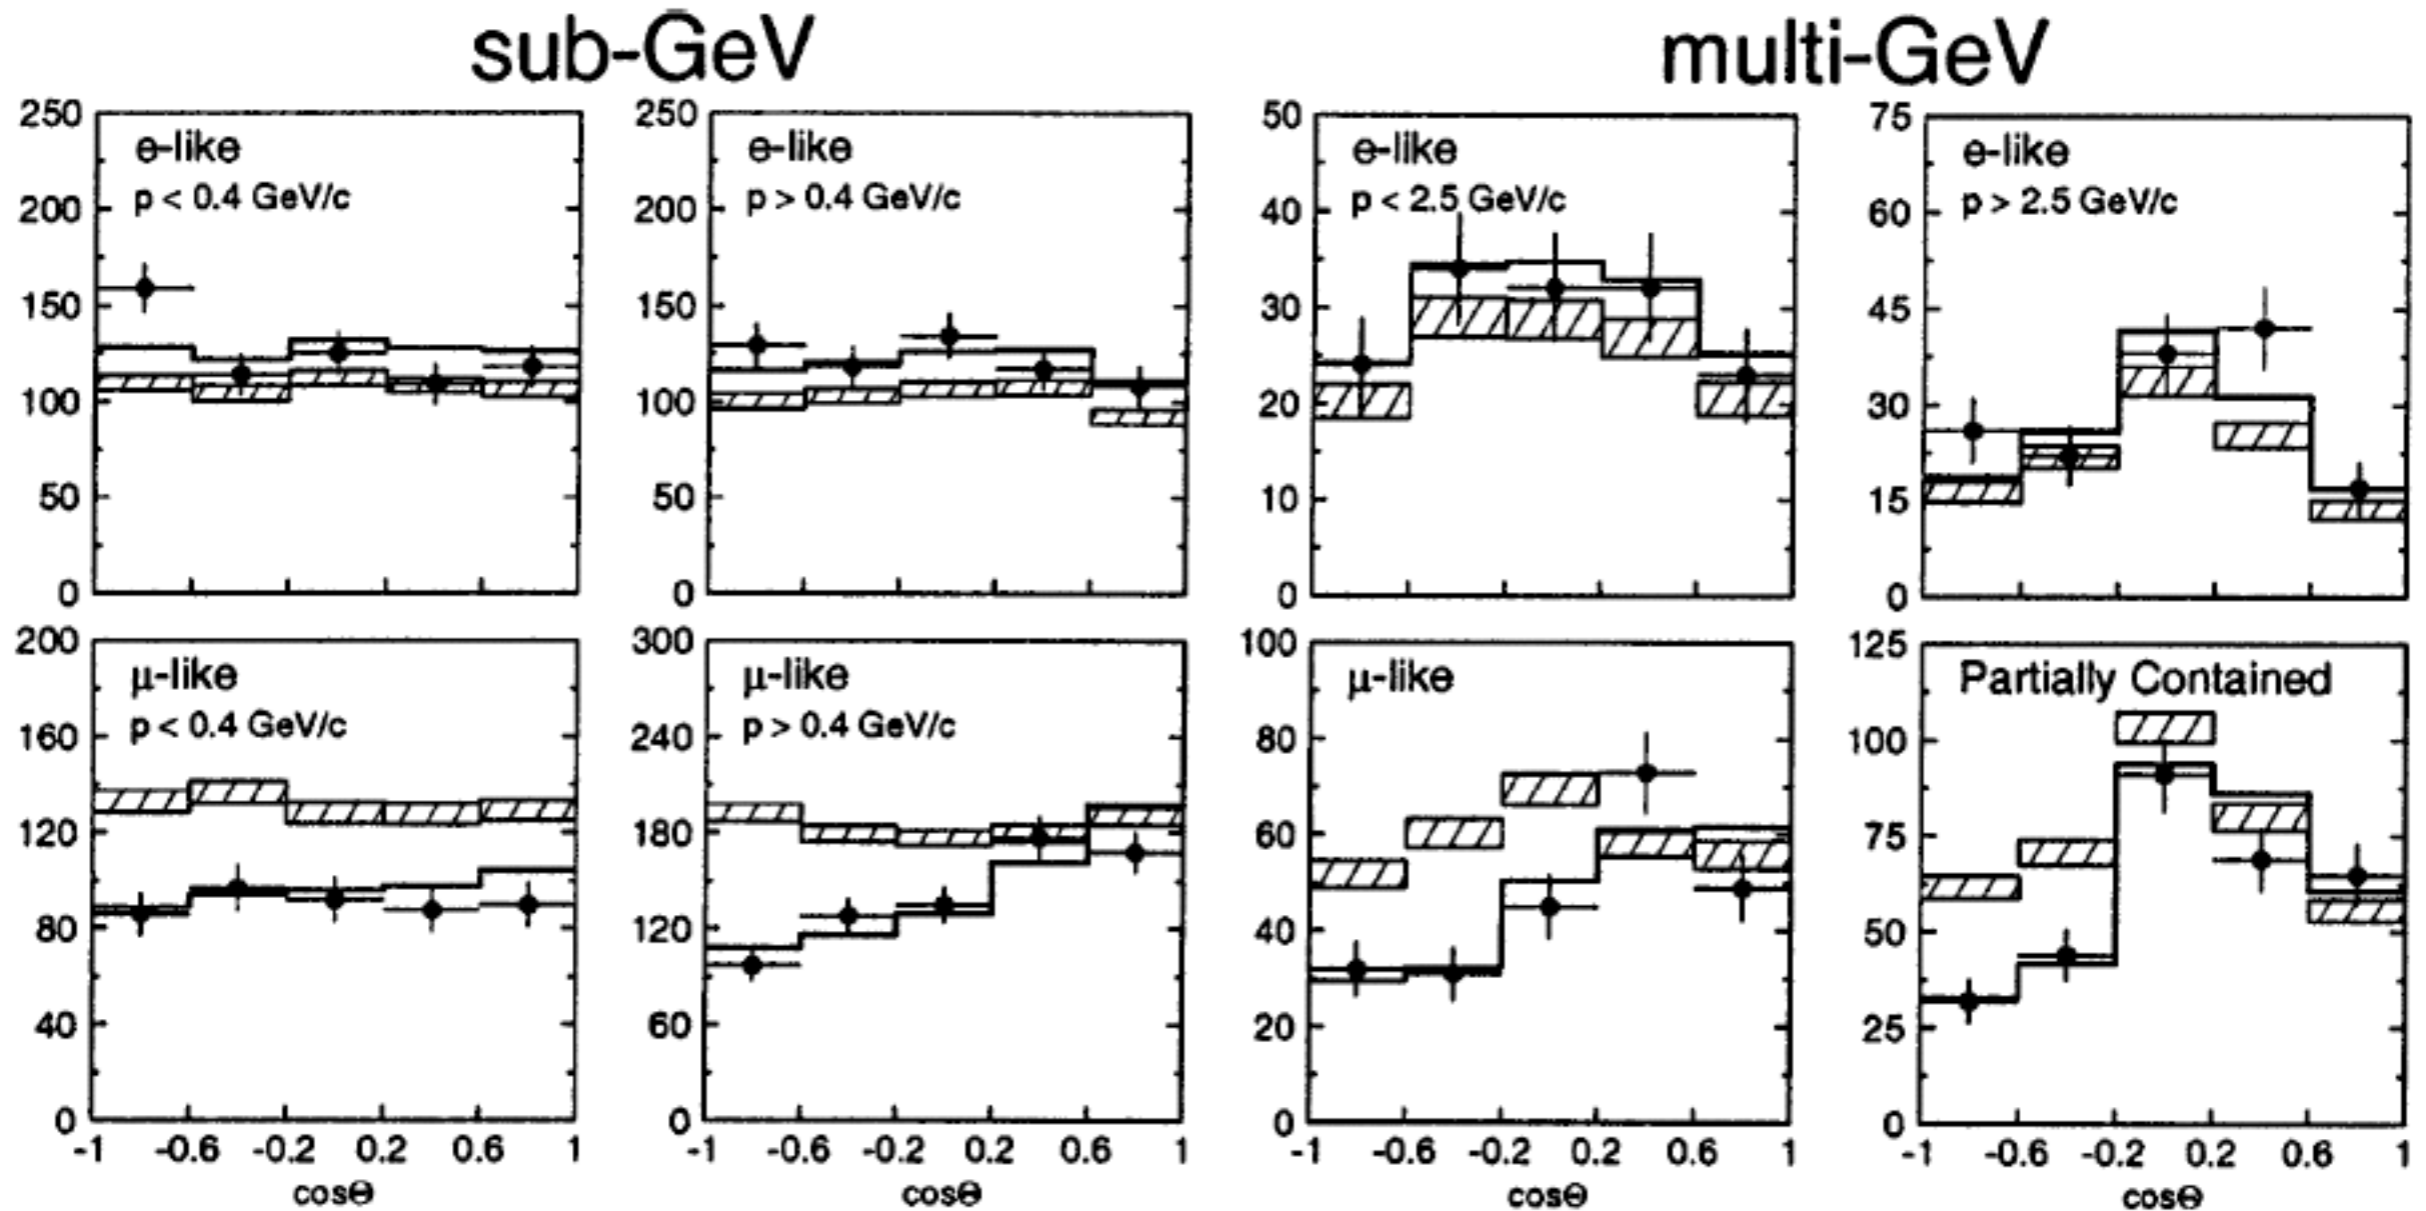 sub-GeV
multi-GeV
250
200
150
100
50
0
e-like
p < 0.4 GeV/c
250
200
150
100
50
0
e-like
p > 0.4 GeV/c
50
40
30
20
10
0
e-like
p < 2.5 GeV/c
75
60
45
30
15
0
e-like
p > 2.5 GeV/c
200
160
120
80
40
0
μ-like
p < 0.4 GeV/c
-1 -0.6 -0.2 0.2 0.6 1
cosΘ
300
240
180
120
60
0
μ-like
p > 0.4 GeV/c
-1 -0.6 -0.2 0.2 0.6 1
cosΘ
100
80
60
40
20
0
μ-like
-1 -0.6 -0.2 0.2 0.6 1
cosΘ
125
100
75
50
25
0
Partially Contained
-1 -0.6 -0.2 0.2 0.6 1
cosΘ